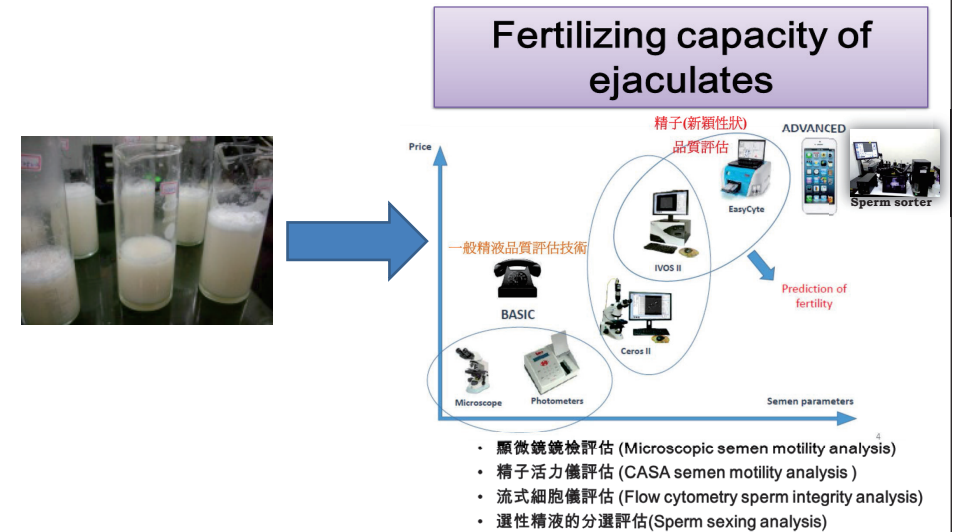 Fertilizing capacity of
ejaculates
精子(新穎性狀)
品質評估
ADVANCED
Price
EasyCyte
Sperm sorter
一般精液品質評估技術
IVOS II
BASIC
Prediction of
fertility
Ceros II
Microscope
Photometers
Semen parameters
4
• 顯微鏡鏡檢評估 (Microscopic semen motility analysis)
• 精子活力儀評估 (CASA semen motility analysis )
• 流式細胞儀評估 (Flow cytometry sperm integrity analysis)
• 選性精液的分選評估(Sperm sexing analysis)